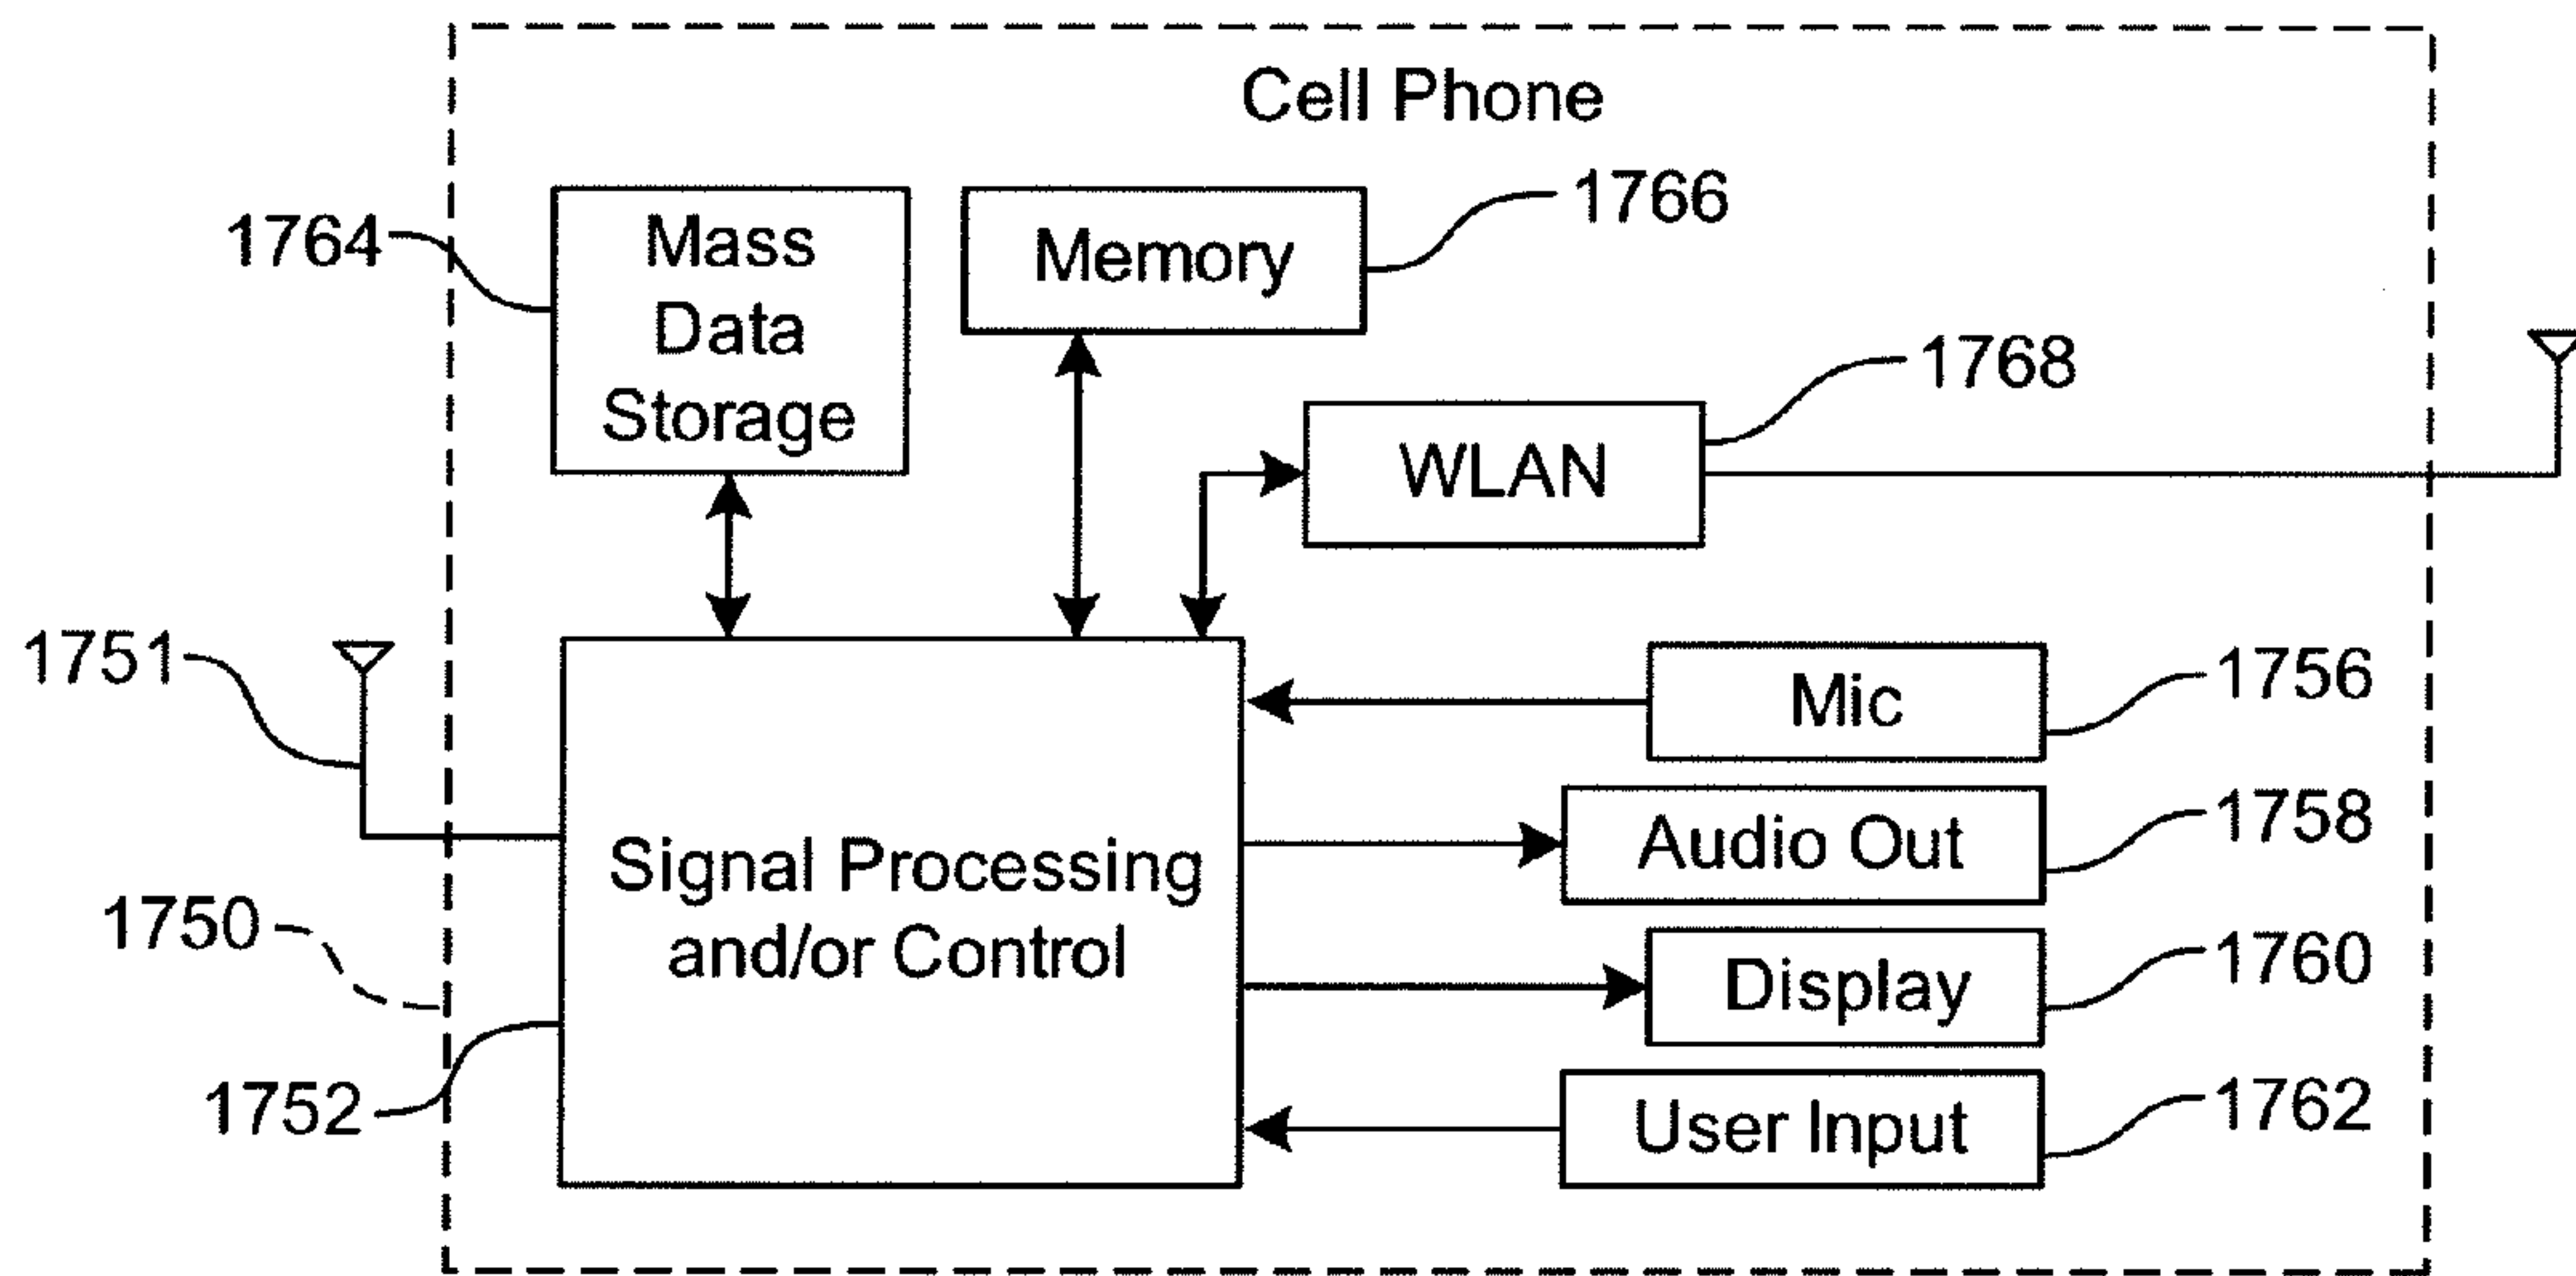 Cell Phone
1764
Mass
Data
Storage
Memory
1766
WLAN
1768
1751
1750
1752
Signal Processing
and/or Control
Mic
1756
Audio Out
1758
Display
1760
User Input
1762